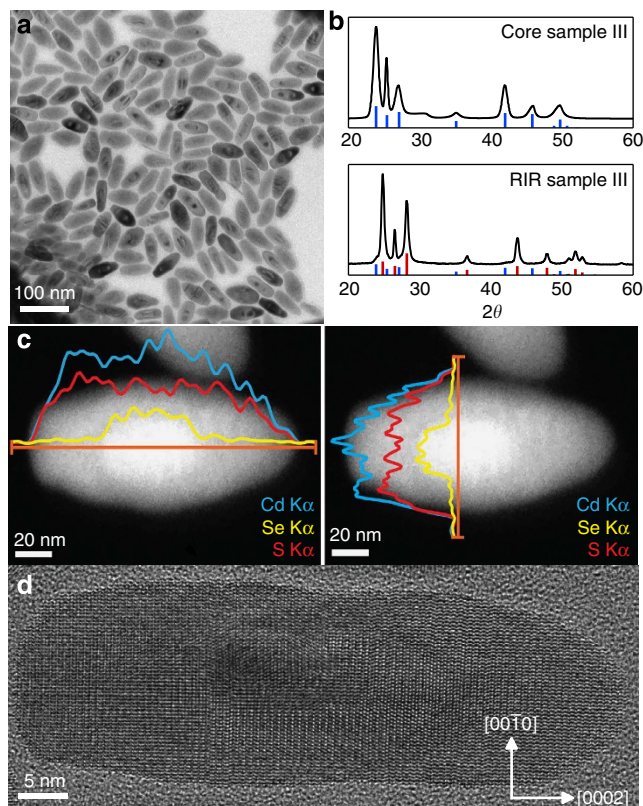 a
100 nm
b
Core sample III
20 30 40 50 60
RIR sample III
20 30 40 50 60
2θ
c
Cd Kα
Se Kα
S Kα
20 nm
Cd Kα
Se Kα
S Kα
20 nm
d
5 nm
[0010]
[0002]